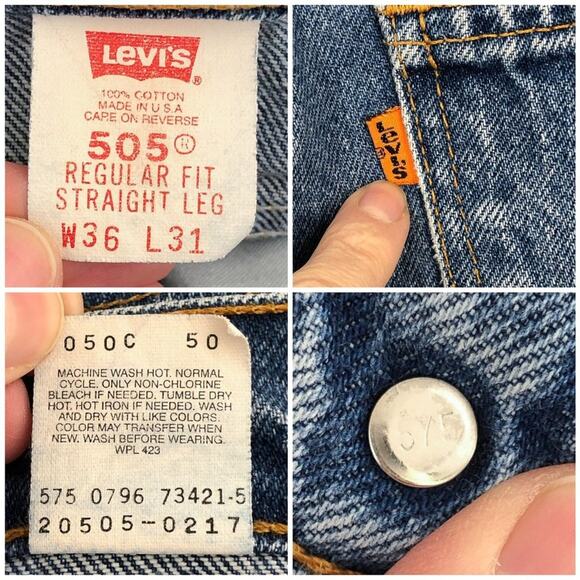 LEVI'S ®
100% COTTON
MADE IN U.S.A
CARE ON REVERSE
505 ®
REGULAR FIT
STRAIGHT LEG
W36 L31
LeVI'S ®
050C 50
MACHINE WASH HOT. NORMAL
CYCLE. ONLY NON-CHLORINE
BLEACH IF NEEDED. TUMBLE DRY
HOT. HOT IRON IF NEEDED. WASH
AND DRY WITH LIKE COLORS.
COLOR MAY TRANSFER WHEN
NEW. WASH BEFORE WEARING.
WPL 423
575 0796 73421-5
20505-0217
575